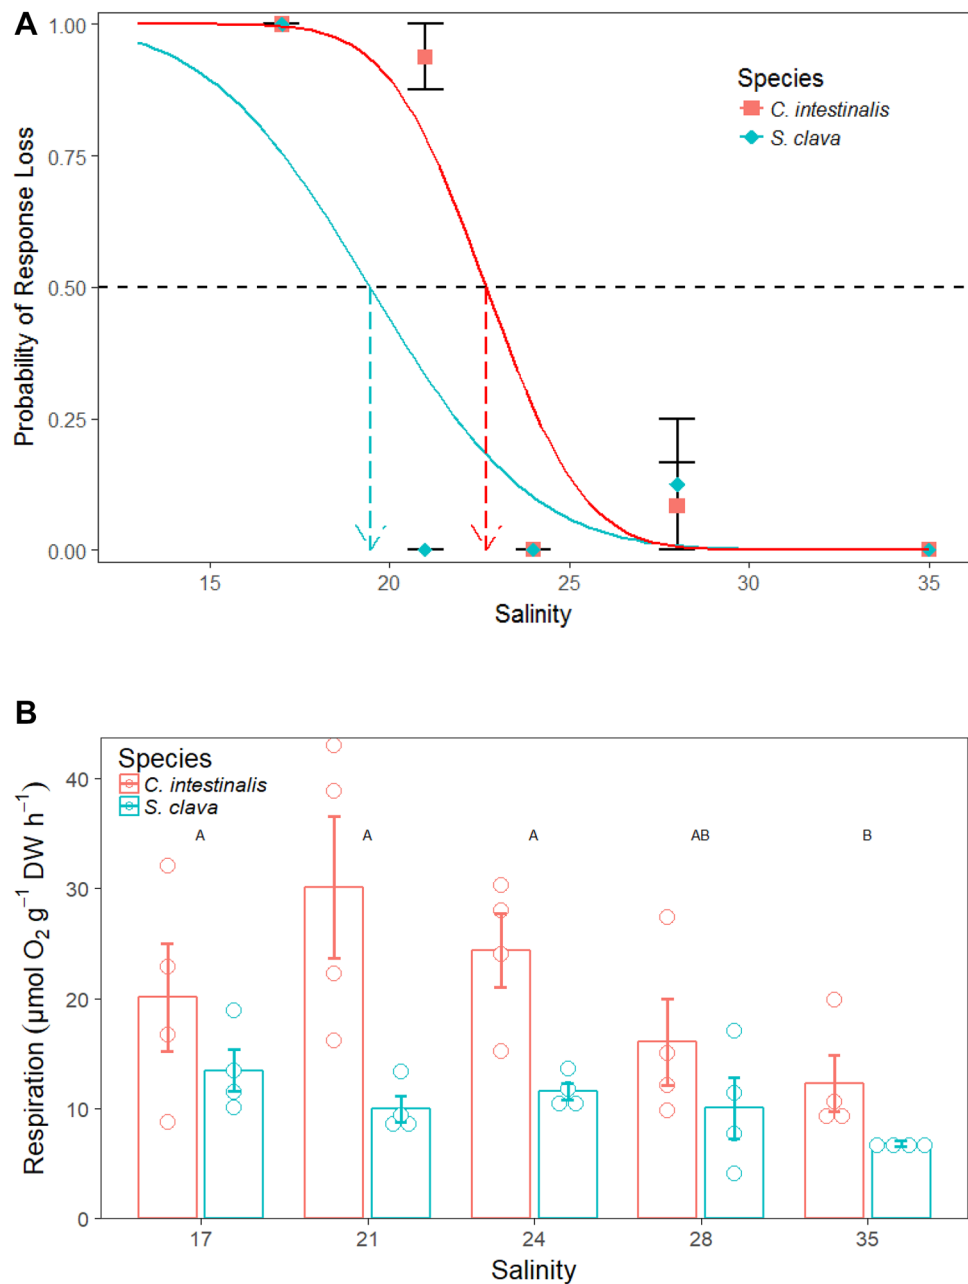 A
1.00
0.75
0.50
0.25
0.00
Probability of Response Loss
Species
C. intestinalis
S. clava
15 20 25 30 35
Salinity
B
Species
C. intestinalis
S. clava
40
30
20
10
0
Respiration (μmol O₂ g⁻¹ DW h⁻¹)
A A A AB B
17 21 24 28 35
Salinity